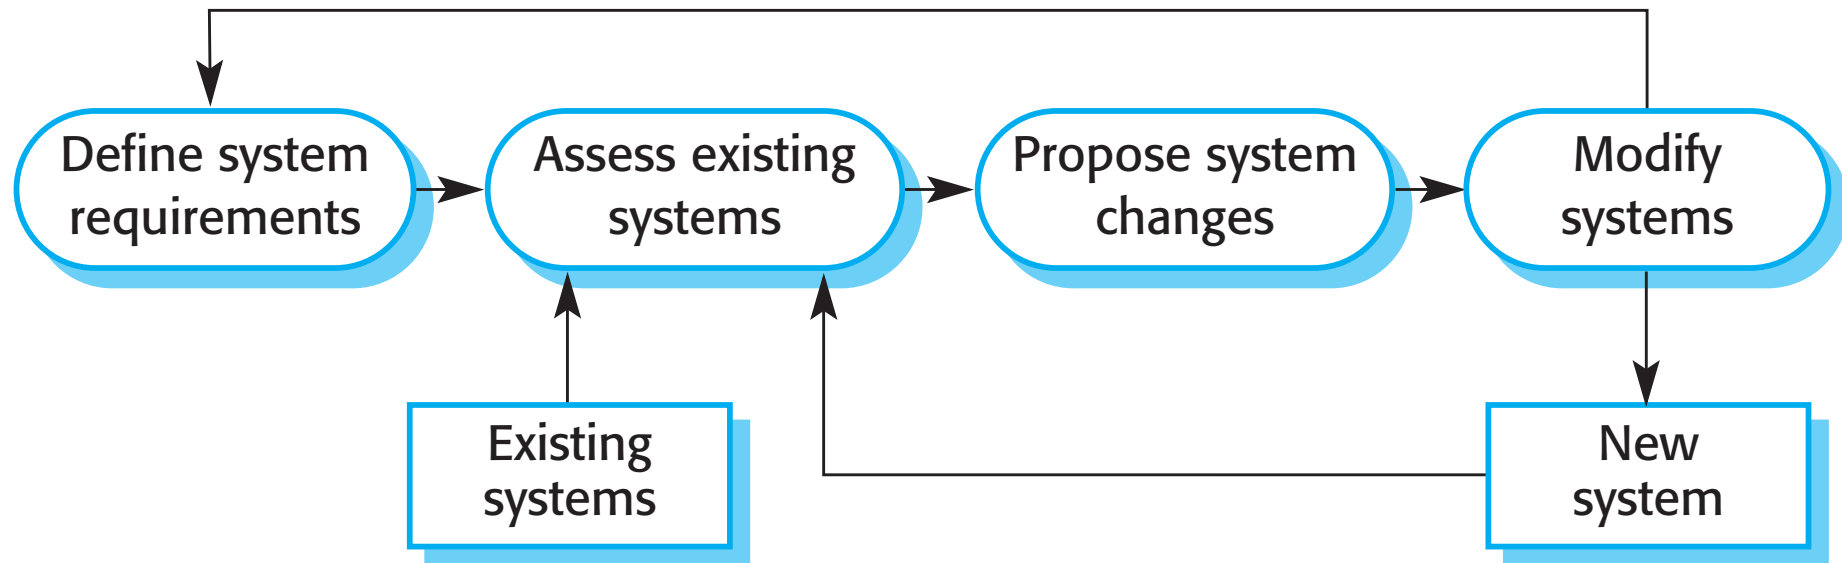 Define system
requirements
Assess existing
systems
Propose system
changes
Modify
systems
Existing
systems
New
system